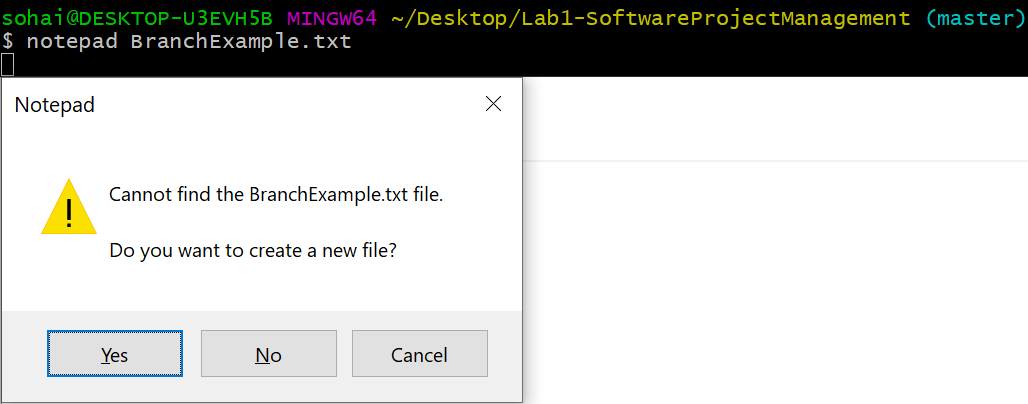 sohai@DESKTOP-U3EVH5B MINGW64 ~/Desktop/Lab1-SoftwareProjectManagement (master)
$ notepad BranchExample.txt
Notepad
Cannot find the BranchExample.txt file.
Do you want to create a new file?
Yes No Cancel